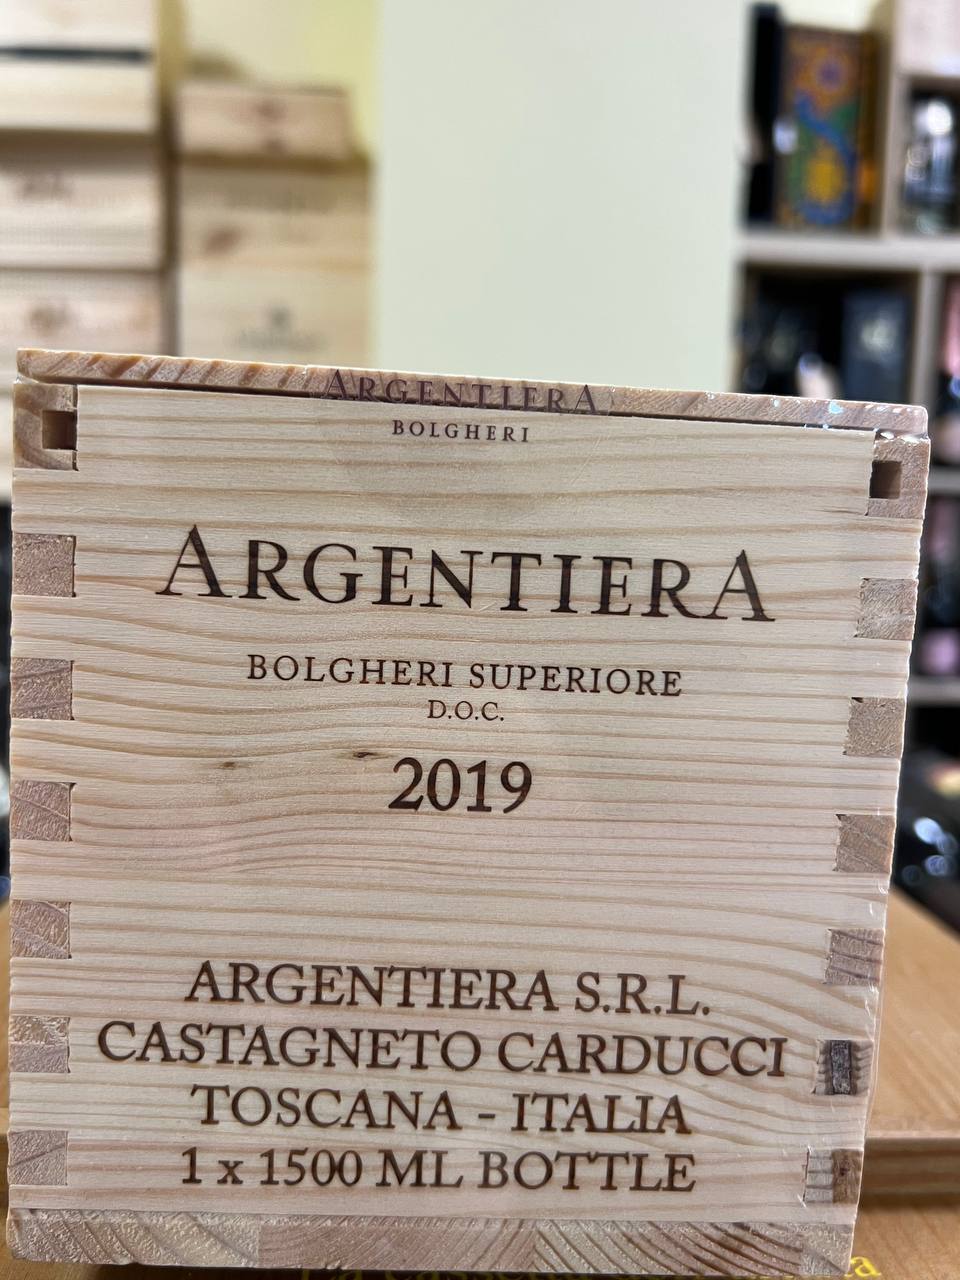 ARGENTIERA
BOLGHERI
ARGENTIERA
BOLGHERI SUPERIORE
D.O.C.
2019
ARGENTIERA S.R.L.
CASTAGNETO CARDUCCI
TOSCANA - ITALIA
1 x 1500 ML BOTTLE